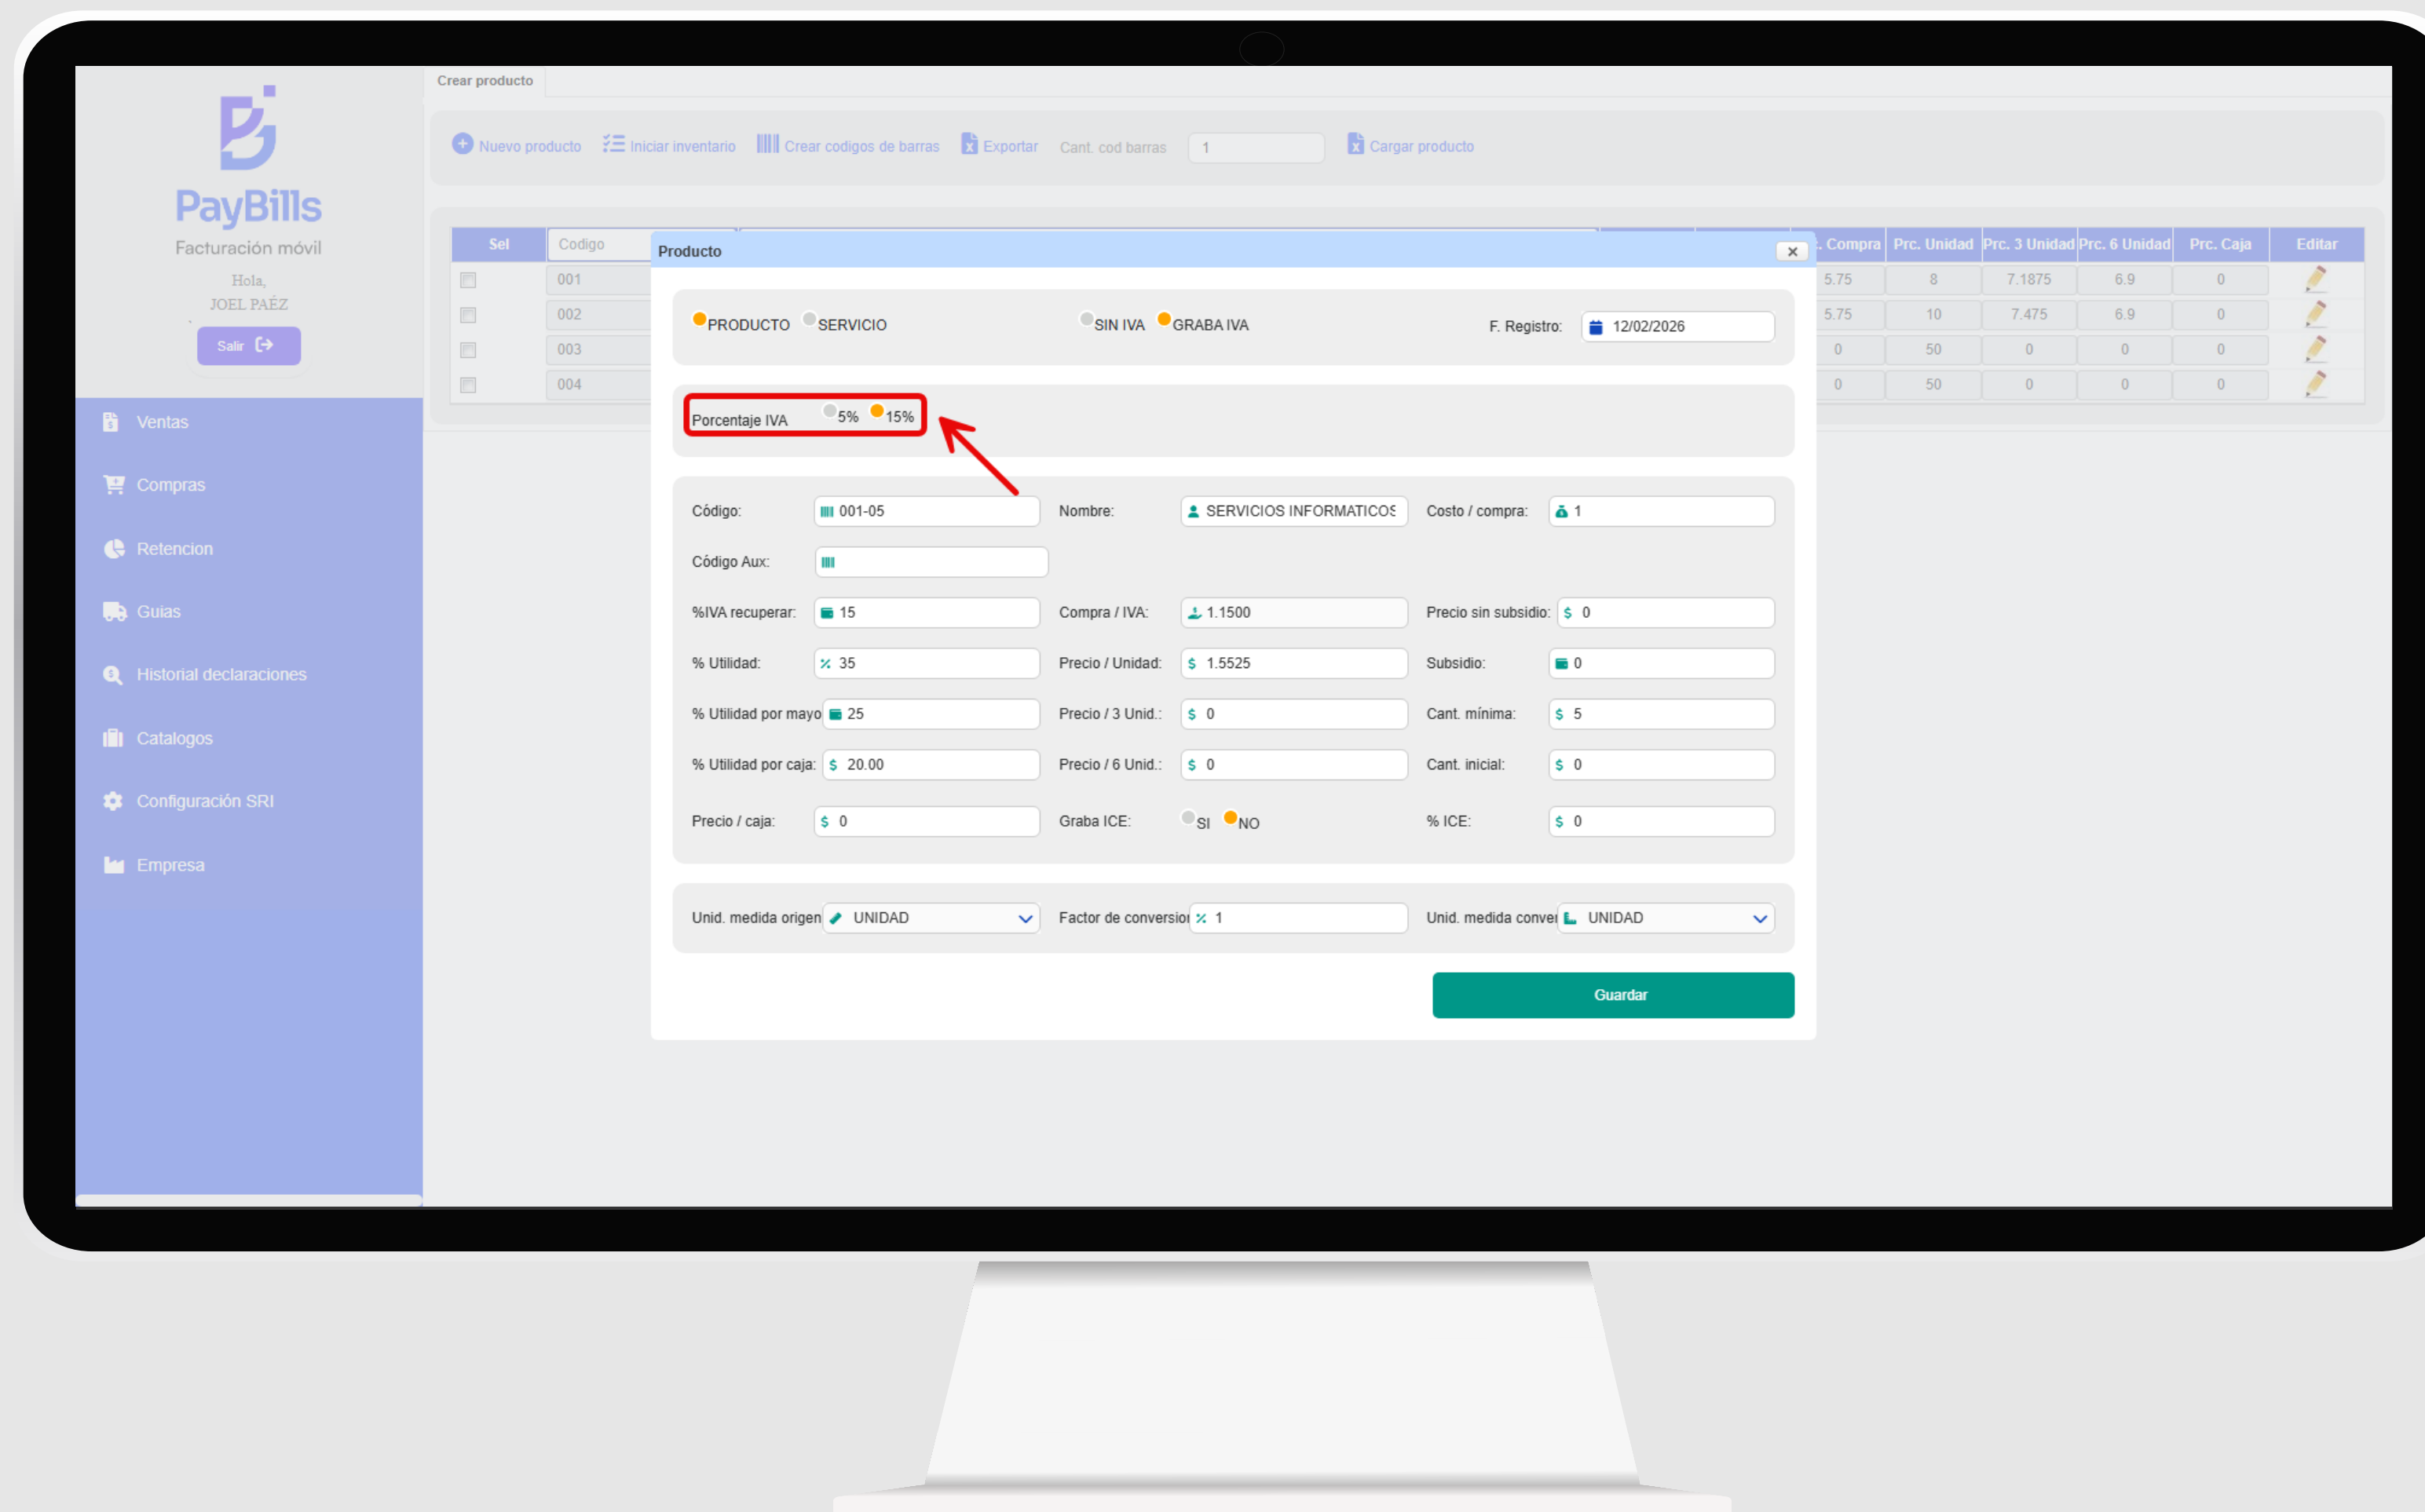 Crear producto
PayBills
Facturación móvil
Hola,
JOEL PAÉZ
Salir
Nuevo producto Iniciar inventario Crear codigos de barras Exportar Cant. cod barras 1 Cargar producto
Sel Codigo . Compra Prc. Unidad Prc. 3 Unidad Prc. 6 Unidad Prc. Caja Editar
001 5.75 8 7.1875 6.9 0
002 5.75 10 7.475 6.9 0
003 0 50 0 0 0
004 0 50 0 0 0
Ventas
Compras
Retencion
Guias
Historial declaraciones
Catalogos
Configuración SRI
Empresa
Producto
PRODUCTO SERVICIO SIN IVA GRABA IVA F. Registro: 12/02/2026
Porcentaje IVA 5% 15%
Código: 001-05 Nombre: SERVICIOS INFORMATICOS Costo / compra: 1
Código Aux:
%IVA recuperar: 15 Compra / IVA: 1.1500 Precio sin subsidio: $ 0
% Utilidad: % 35 Precio / Unidad: $ 1.5525 Subsidio: 0
% Utilidad por mayo 25 Precio / 3 Unid.: $ 0 Cant. mínima: $ 5
% Utilidad por caja: $ 20.00 Precio / 6 Unid.: $ 0 Cant. inicial: $ 0
Precio / caja: $ 0 Graba ICE: SI NO % ICE: $ 0
Unid. medida origen UNIDAD Factor de conversion % 1 Unid. medida conver UNIDAD
Guardar